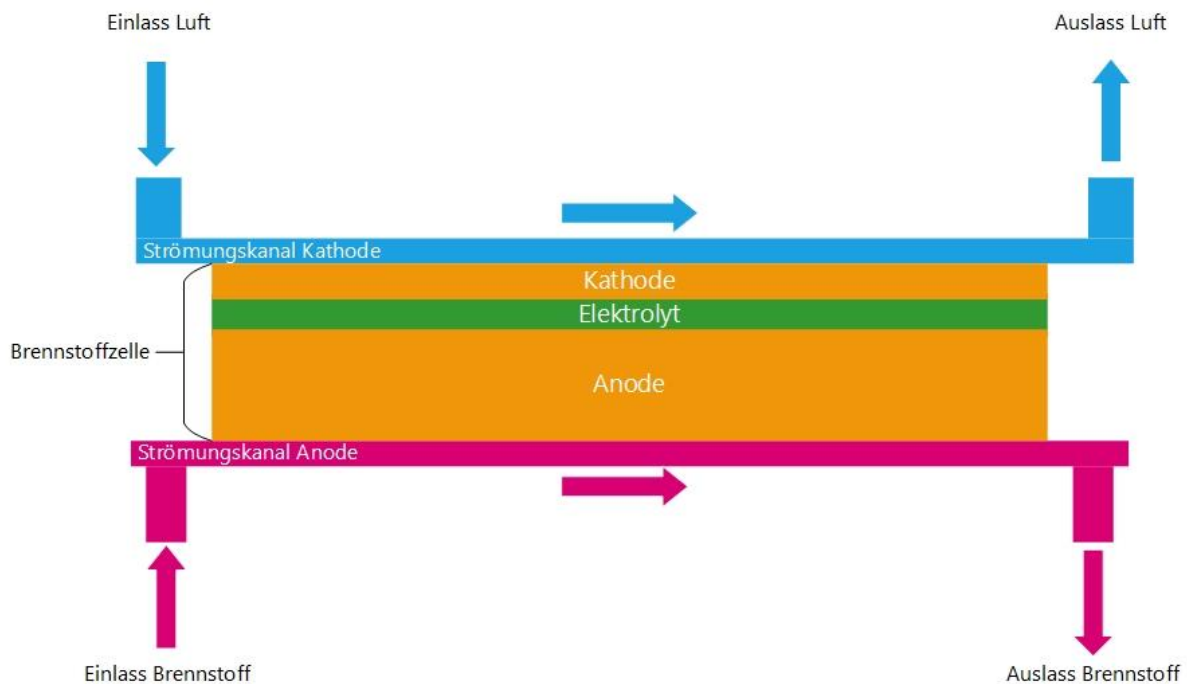 Einlass Luft
Auslass Luft
Strömungskanal Kathode
Kathode
Elektrolyt
Brennstoffzelle
Anode
Strömungskanal Anode
Einlass Brennstoff
Auslass Brennstoff